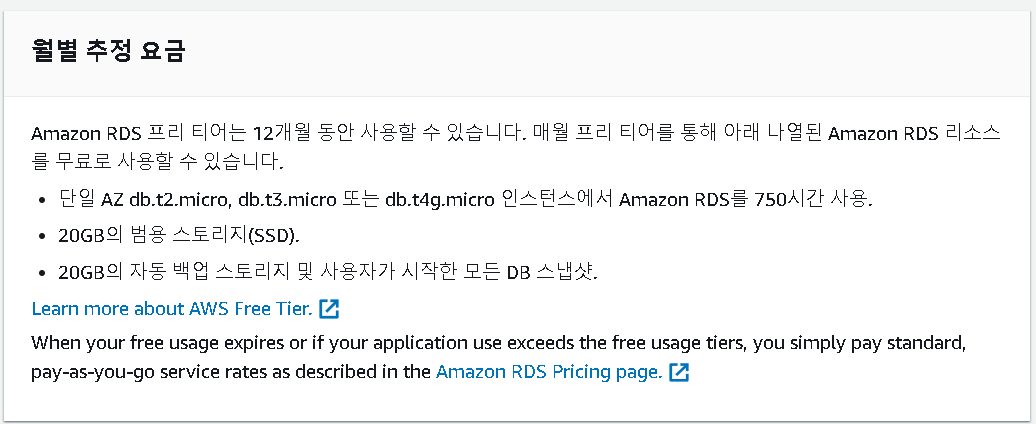 월별 추정 요금
Amazon RDS 프리 티어는 12개월 동안 사용할 수 있습니다. 매월 프리 티어를 통해 아래 나열된 Amazon RDS 리소스
를 무료로 사용할 수 있습니다.
• 단일 AZ db.t2.micro, db.t3.micro 또는 db.t4g.micro 인스턴스에서 Amazon RDS를 750시간 사용.
• 20GB의 범용 스토리지(SSD).
• 20GB의 자동 백업 스토리지 및 사용자가 시작한 모든 DB 스냅샷.
Learn more about AWS Free Tier.
When your free usage expires or if your application use exceeds the free usage tiers, you simply pay standard,
pay-as-you-go service rates as described in the Amazon RDS Pricing page.